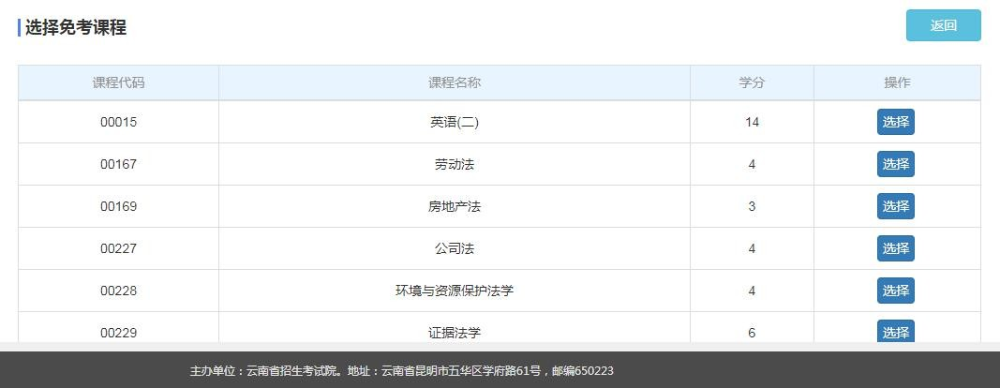 选择免考课程
返回
课程代码 课程名称 学分 操作
00015 英语(二) 14 选择
00167 劳动法 4 选择
00169 房地产法 3 选择
00227 公司法 4 选择
00228 环境与资源保护法学 4 选择
00229 证据法学 6 选择
主办单位：云南省招生考试院。地址：云南省昆明市五华区学府路61号，邮编650223